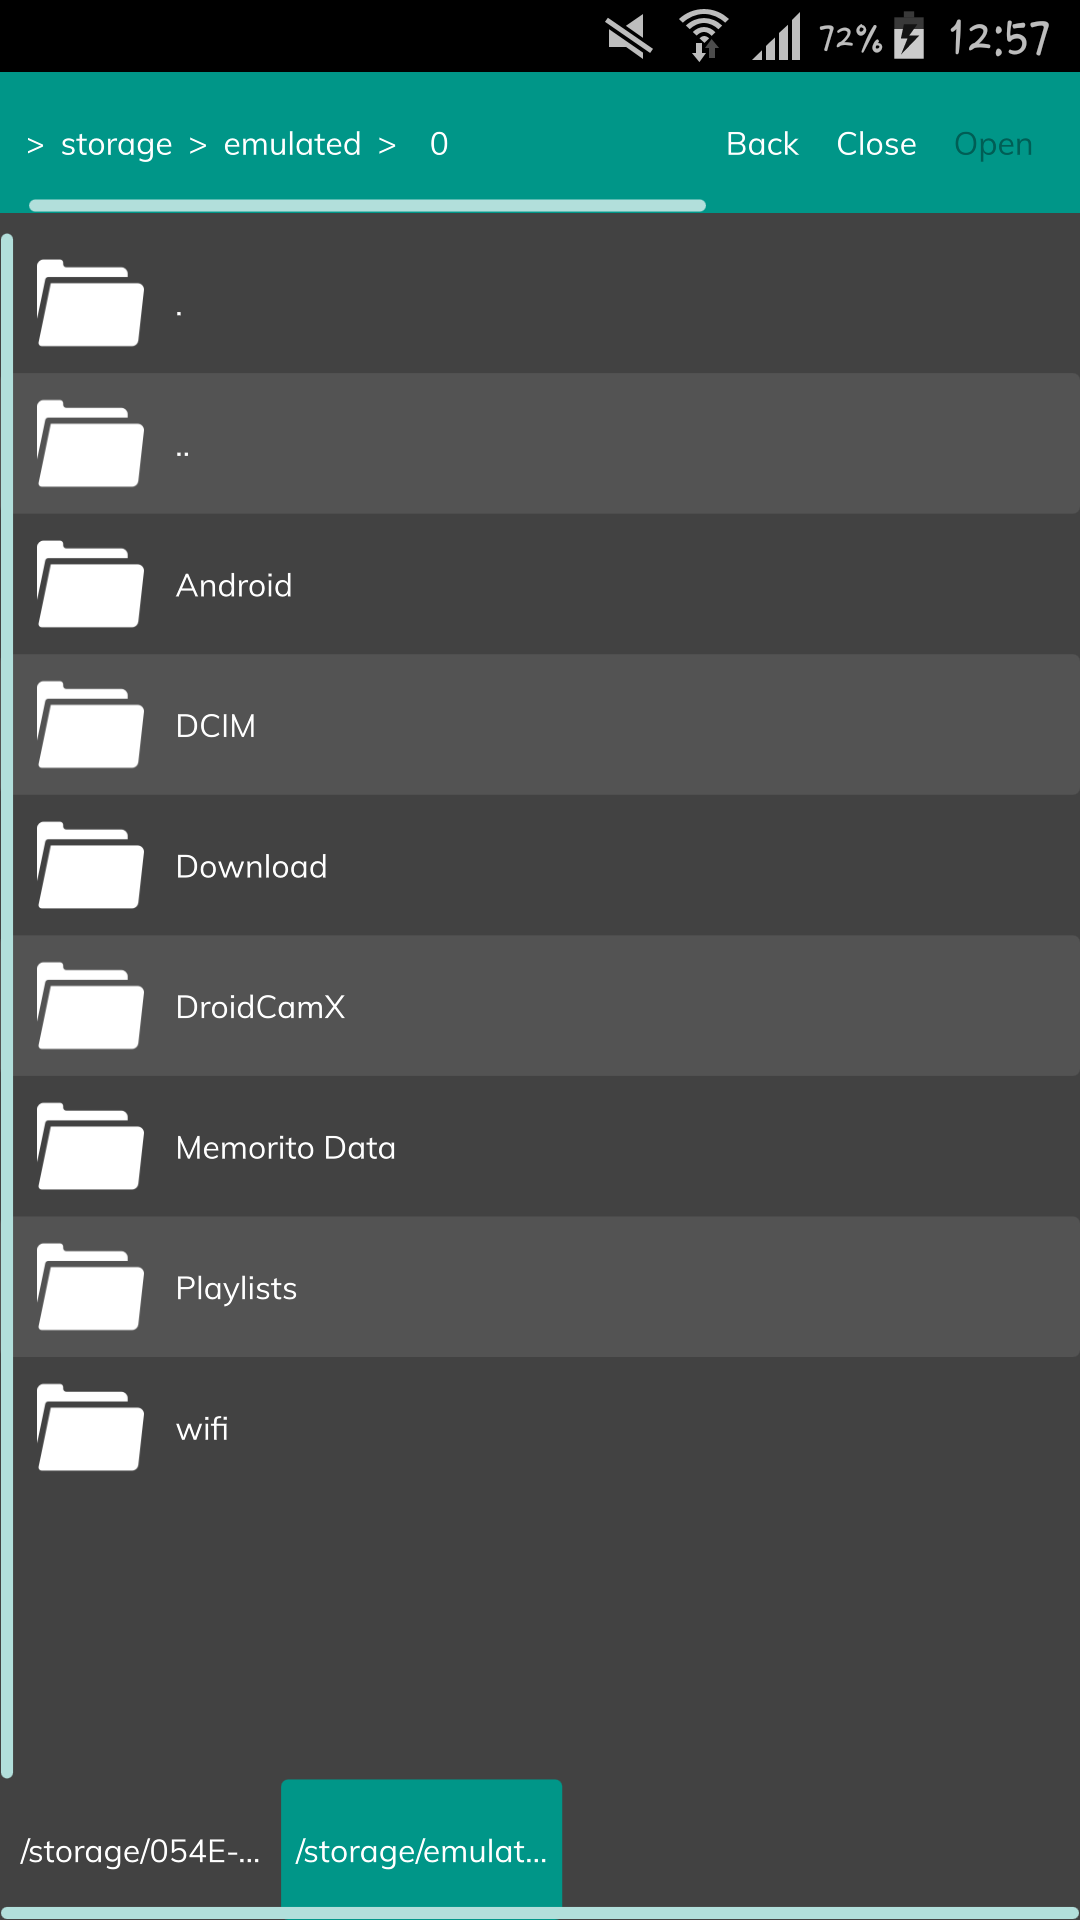 72% 12:57
> storage > emulated > 0 Back Close Open
.
..
Android
DCIM
Download
DroidCamX
Memorito Data
Playlists
wifi
/storage/054E-... /storage/emulat...